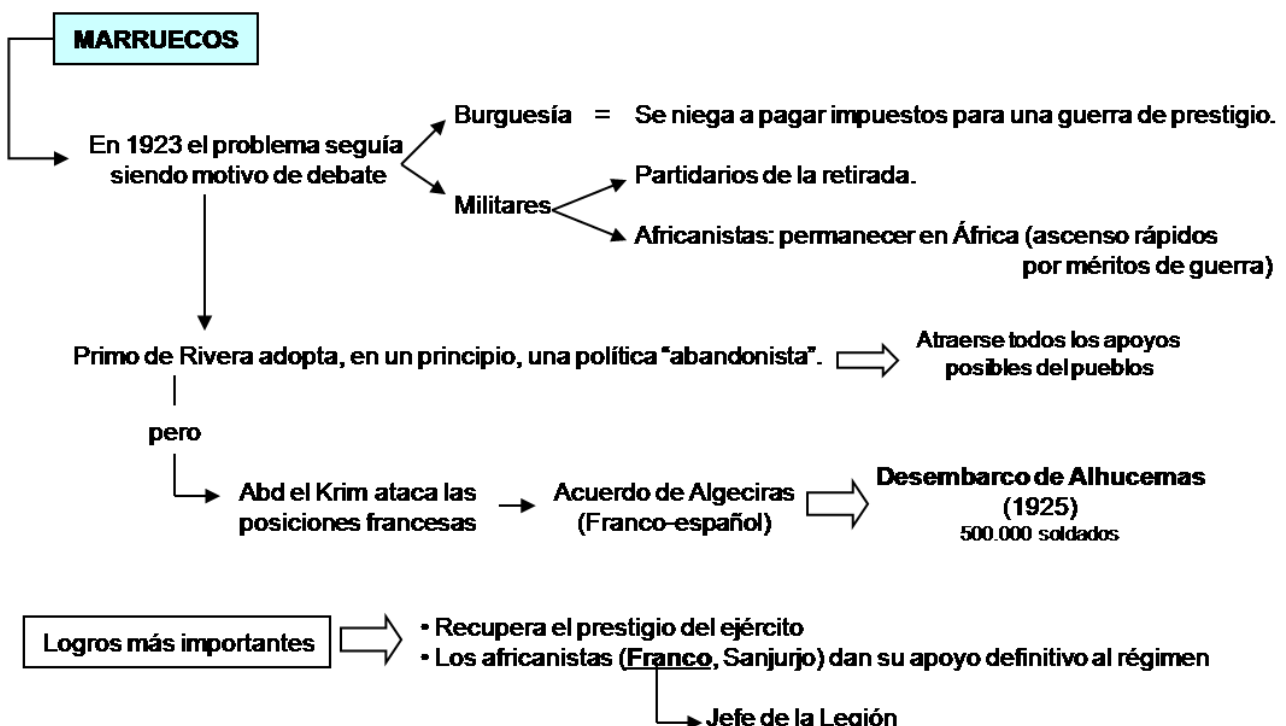 MARRUECOS
Burguesía = Se niega a pagar impuestos para una guerra de prestigio.
En 1923 el problema seguía
siendo motivo de debate
Militares
Partidarios de la retirada.
Africanistas: permanecer en África (ascenso rápidos
por méritos de guerra)
Primo de Rivera adopta, en un principio, una política “abandonista”.
Atraerse todos los apoyos
posibles del pueblos
pero
Abd el Krim ataca las
posiciones francesas
Acuerdo de Algeciras
(Franco-español)
Desembarco de Alhucemas
(1925)
500.000 soldados
Logros más importantes
• Recupera el prestigio del ejército
• Los africanistas (Franco, Sanjurjo) dan su apoyo definitivo al régimen
Jefe de la Legión